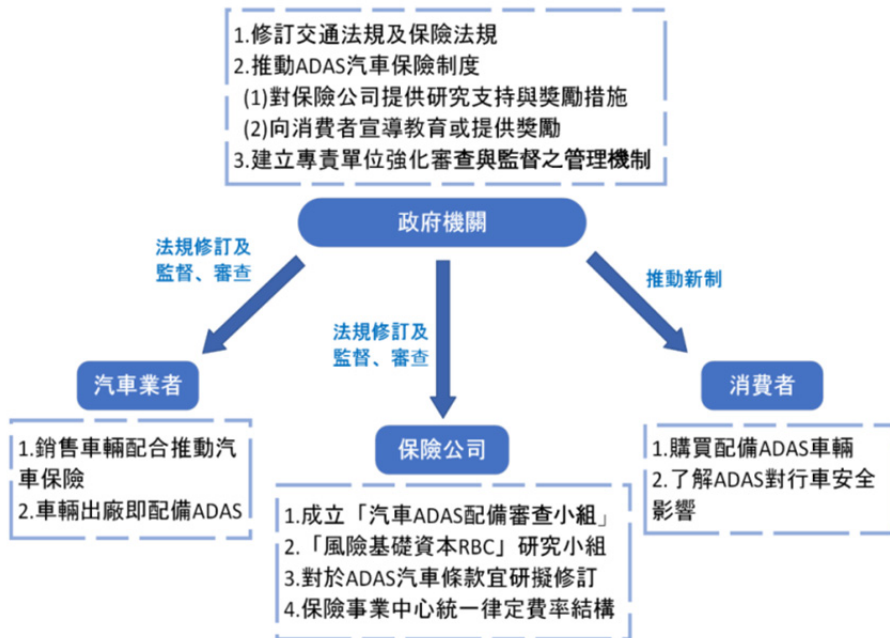 1.修訂交通法規及保險法規
2.推動ADAS汽車保險制度
(1)對保險公司提供研究支持與獎勵措施
(2)向消費者宣導教育或提供獎勵
3.建立專責單位強化審查與監督之管理機制
政府機關
法規修訂及
監督、審查
法規修訂及
監督、審查
推動新制
汽車業者
1.銷售車輛配合推動汽
車保險
2.車輛出廠即配備ADAS
保險公司
1.成立「汽車ADAS配備審查小組」
2.「風險基礎資本RBC」研究小組
3.對於ADAS汽車條款宜研擬修訂
4.保險事業中心統一律定費率結構
消費者
1.購買配備ADAS車輛
2.了解ADAS對行車安全
影響